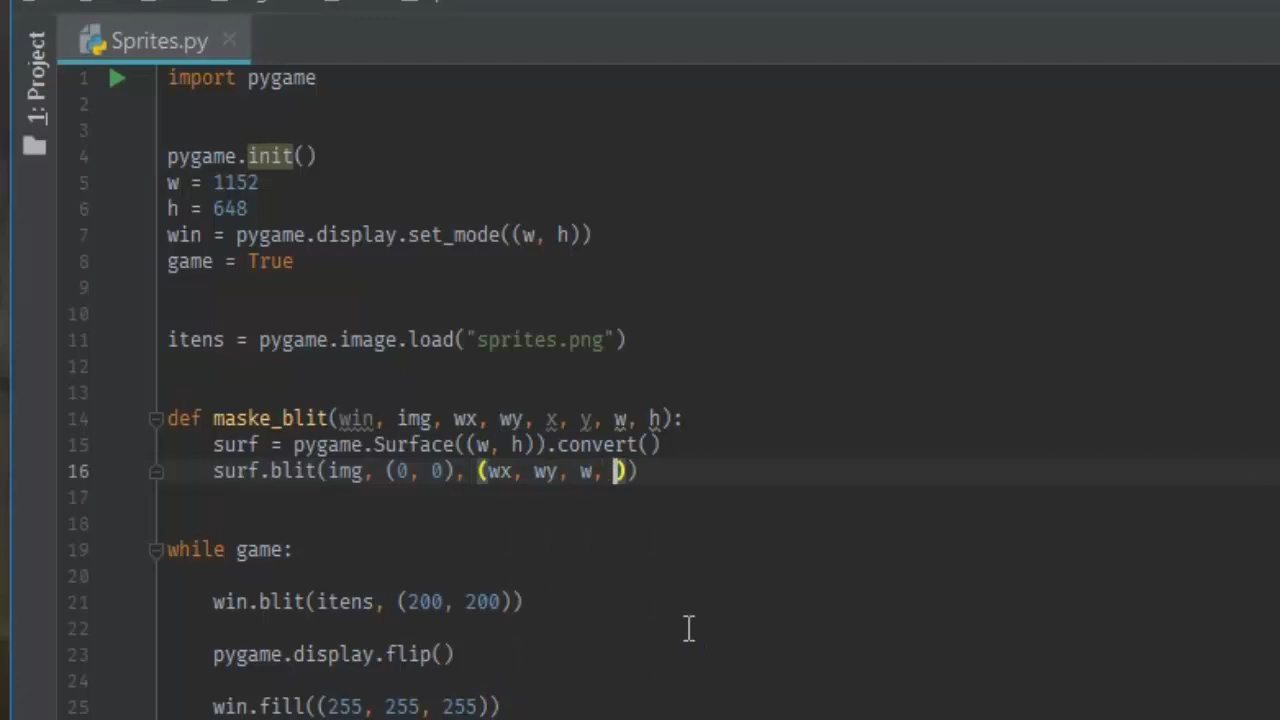 1: Project
Sprites.py
1 import pygame
2
3
4 pygame.init()
5 w = 1152
6 h = 648
7 win = pygame.display.set_mode((w, h))
8 game = True
9
10
11 itens = pygame.image.load("sprites.png")
12
13
14 def maske_blit(win, img, wx, wy, x, y, w, h):
15 surf = pygame.Surface((w, h)).convert()
16 surf.blit(img, (0, 0), (wx, wy, w, ))
17
18
19 while game:
20
21 win.blit(itens, (200, 200))
22
23 pygame.display.flip()
24
25 win.fill((255, 255, 255))